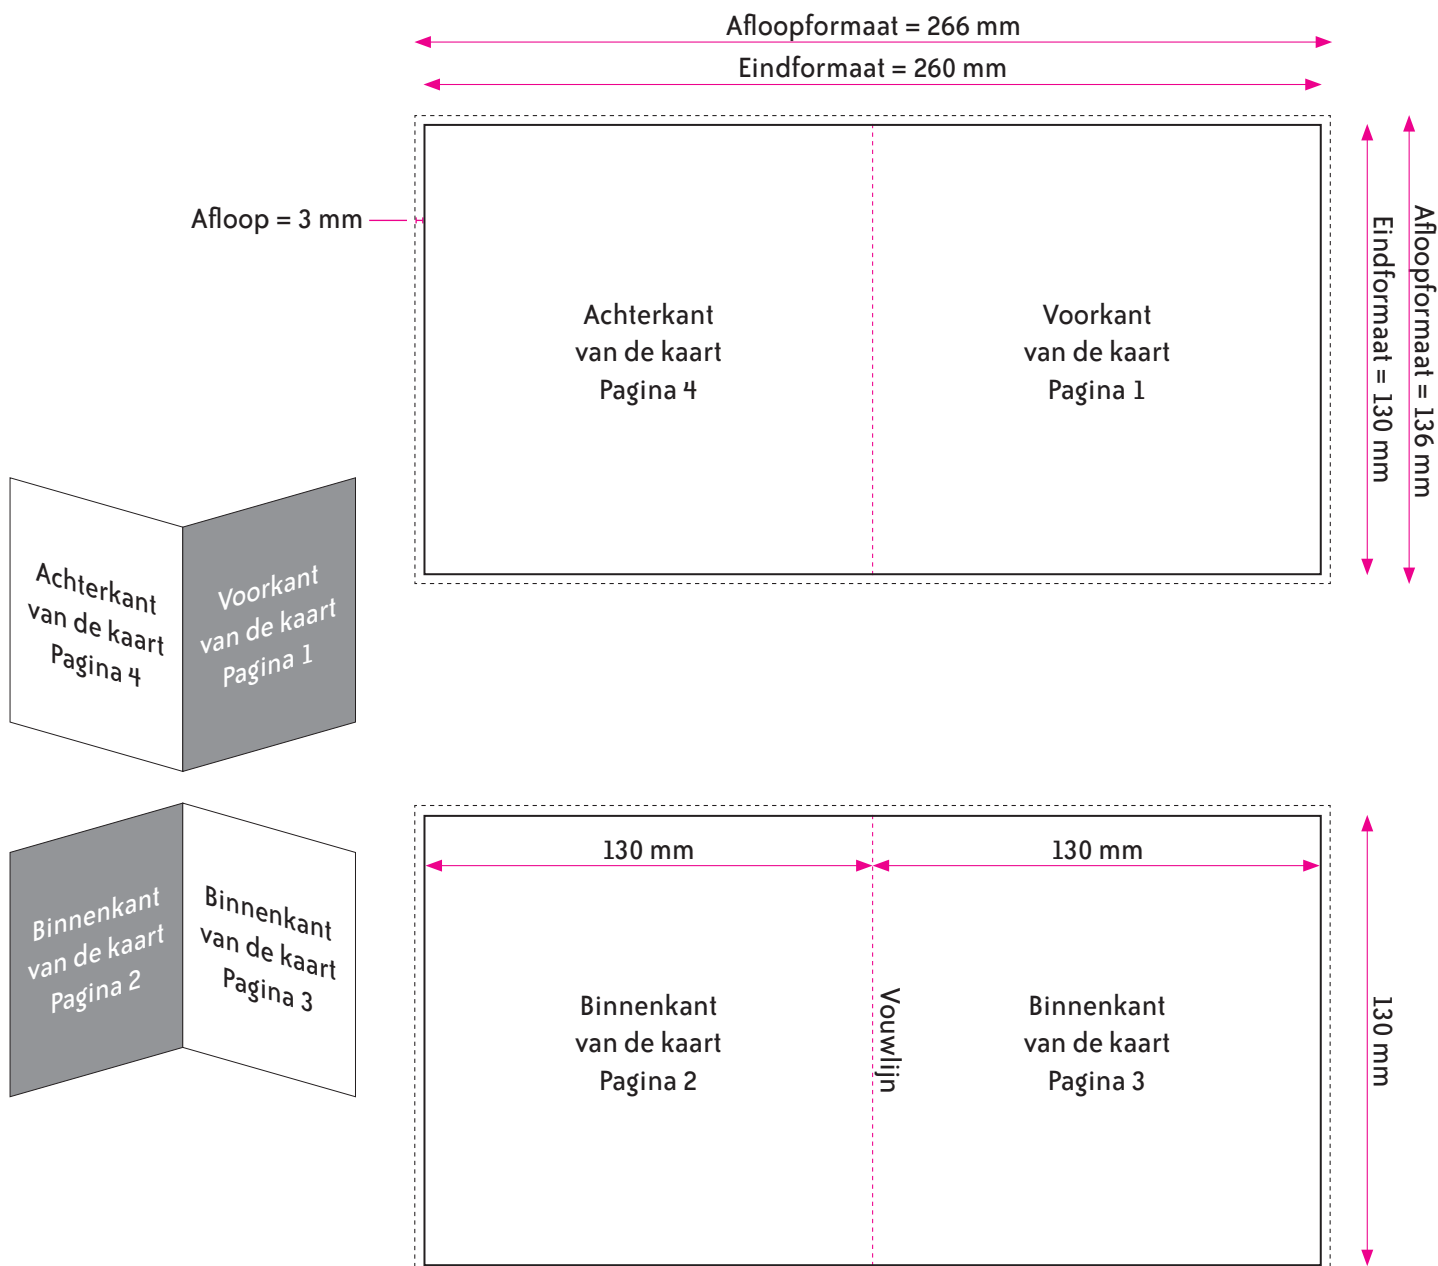 Afloopformaat = 266 mm
Eindformaat = 260 mm
Afloop = 3 mm
Achterkant
van de kaart
Pagina 4
Voorkant
van de kaart
Pagina 1
Eindformaat = 130 mm
Afloopformaat = 136 mm
Achterkant
van de kaart
Pagina 4
Voorkant
van de kaart
Pagina 1
Binnenkant
van de kaart
Pagina 2
Binnenkant
van de kaart
Pagina 3
130 mm
130 mm
Binnenkant
van de kaart
Pagina 2
Vouwlijn
Binnenkant
van de kaart
Pagina 3
130 mm